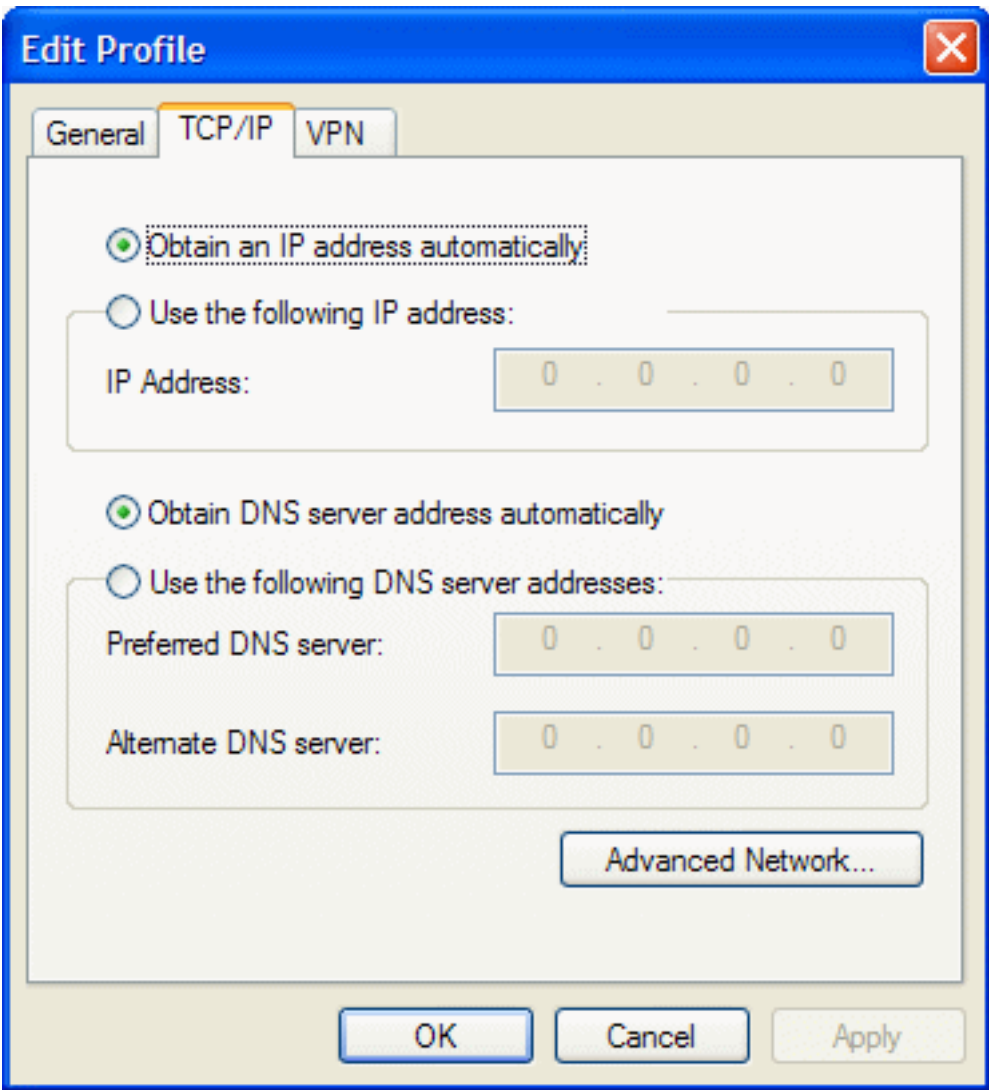 Edit Profile
General TCP/IP VPN
Obtain an IP address automatically
Use the following IP address:
IP Address: 0 . 0 . 0 . 0
Obtain DNS server address automatically
Use the following DNS server addresses:
Preferred DNS server: 0 . 0 . 0 . 0
Alternate DNS server: 0 . 0 . 0 . 0
Advanced Network...
OK Cancel Apply